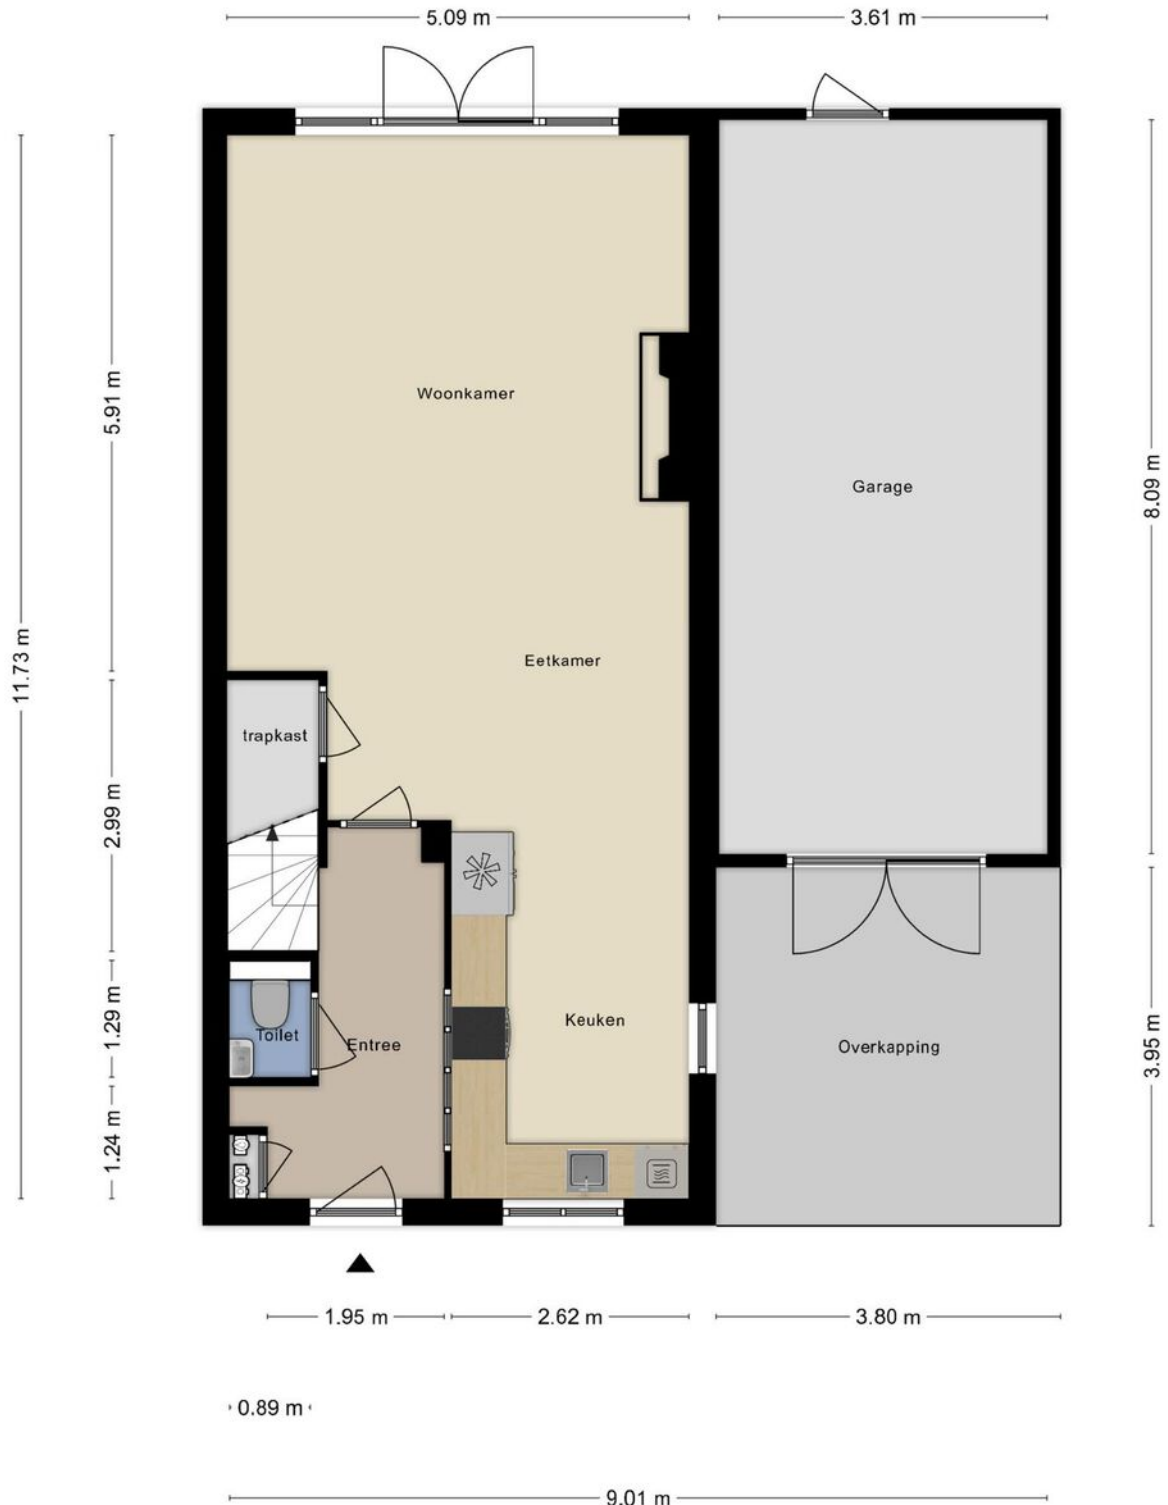 5.09 m
3.61 m
11.73 m
5.91 m
2.99 m
1.29 m
1.24 m
8.09 m
3.95 m
Woonkamer
Garage
Eetkamer
trapkast
Keuken
Toilet
Entree
Overkapping
1.95 m
2.62 m
3.80 m
0.89 m
9.01 m